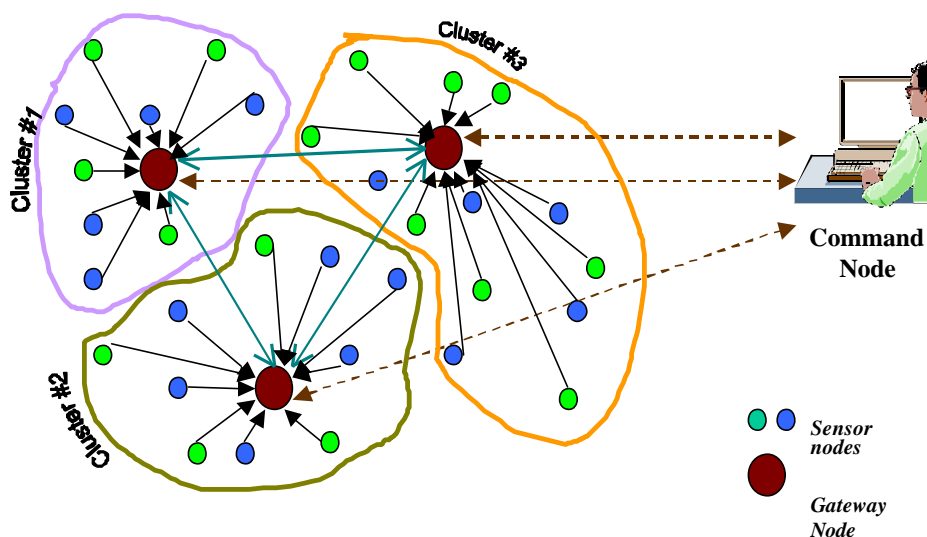 Cluster #1
Cluster #3
Command
Node
Cluster #2
Sensor
nodes
Gateway
Node